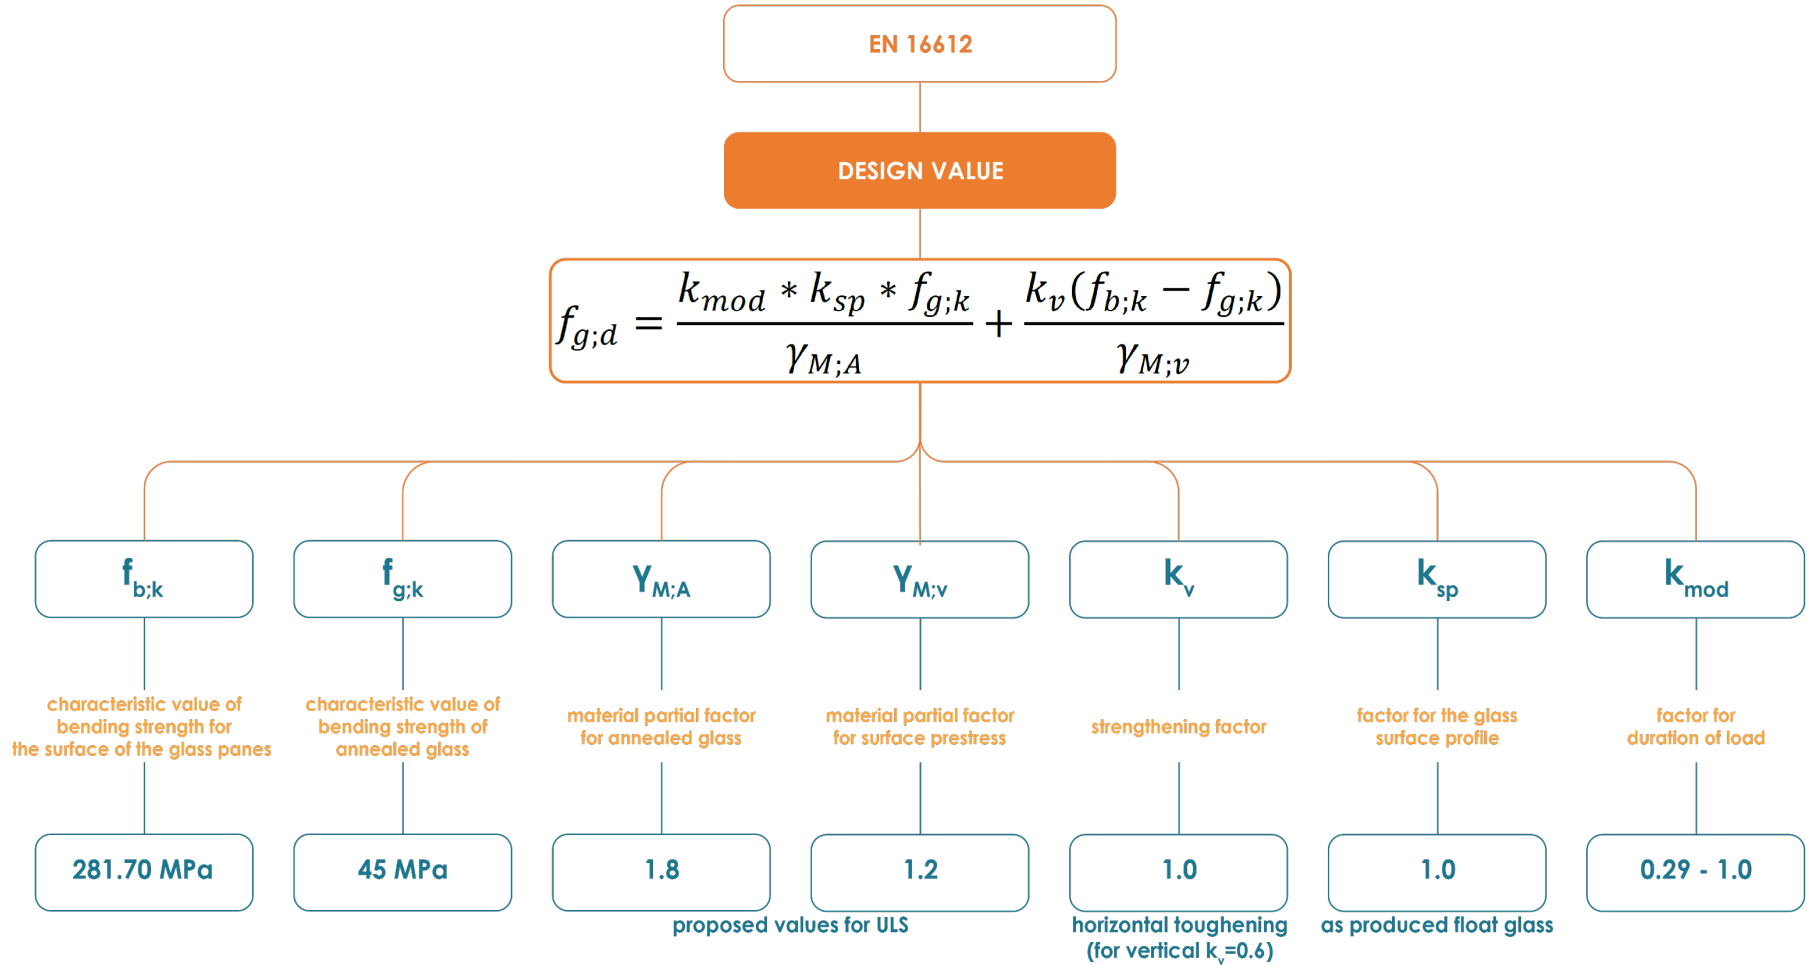 EN 16612
DESIGN VALUE
f_{g;d} = \frac{k_{mod} * k_{sp} * f_{g;k}}{γ_{M;A}} + \frac{k_v(f_{b;k} − f_{g;k})}{γ_{M;v}}
f_{b;k}
f_{g;k}
γ_{M;A}
γ_{M;v}
k_v
k_{sp}
k_{mod}
characteristic value of
bending strength for
the surface of the glass panes
characteristic value of
bending strength of
annealed glass
material partial factor
for annealed glass
material partial factor
for surface prestress
strengthening factor
factor for the glass
surface profile
factor for
duration of load
281.70 MPa
45 MPa
1.8
1.2
1.0
1.0
0.29 - 1.0
proposed values for ULS
horizontal toughening
(for vertical k_v=0.6)
as produced float glass